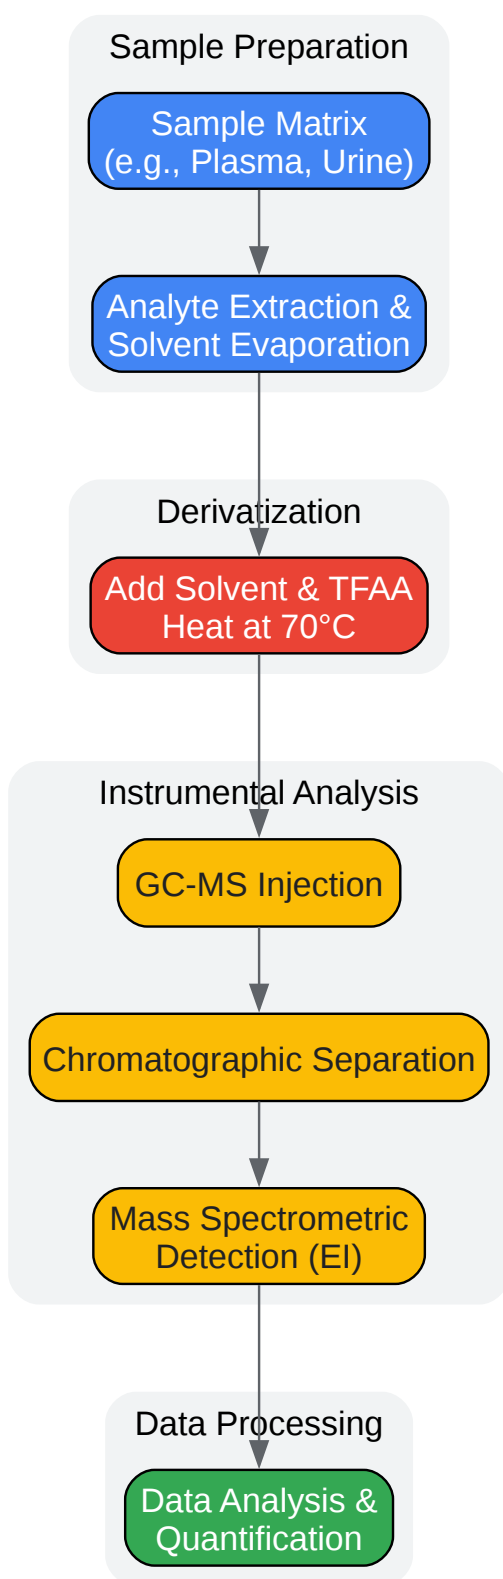 Sample Preparation
Sample Matrix
(e.g., Plasma, Urine)
Analyte Extraction &
Solvent Evaporation
Derivatization
Add Solvent & TFAA
Heat at 70°C
Instrumental Analysis
GC-MS Injection
Chromatographic Separation
Mass Spectrometric
Detection (EI)
Data Processing
Data Analysis &
Quantification